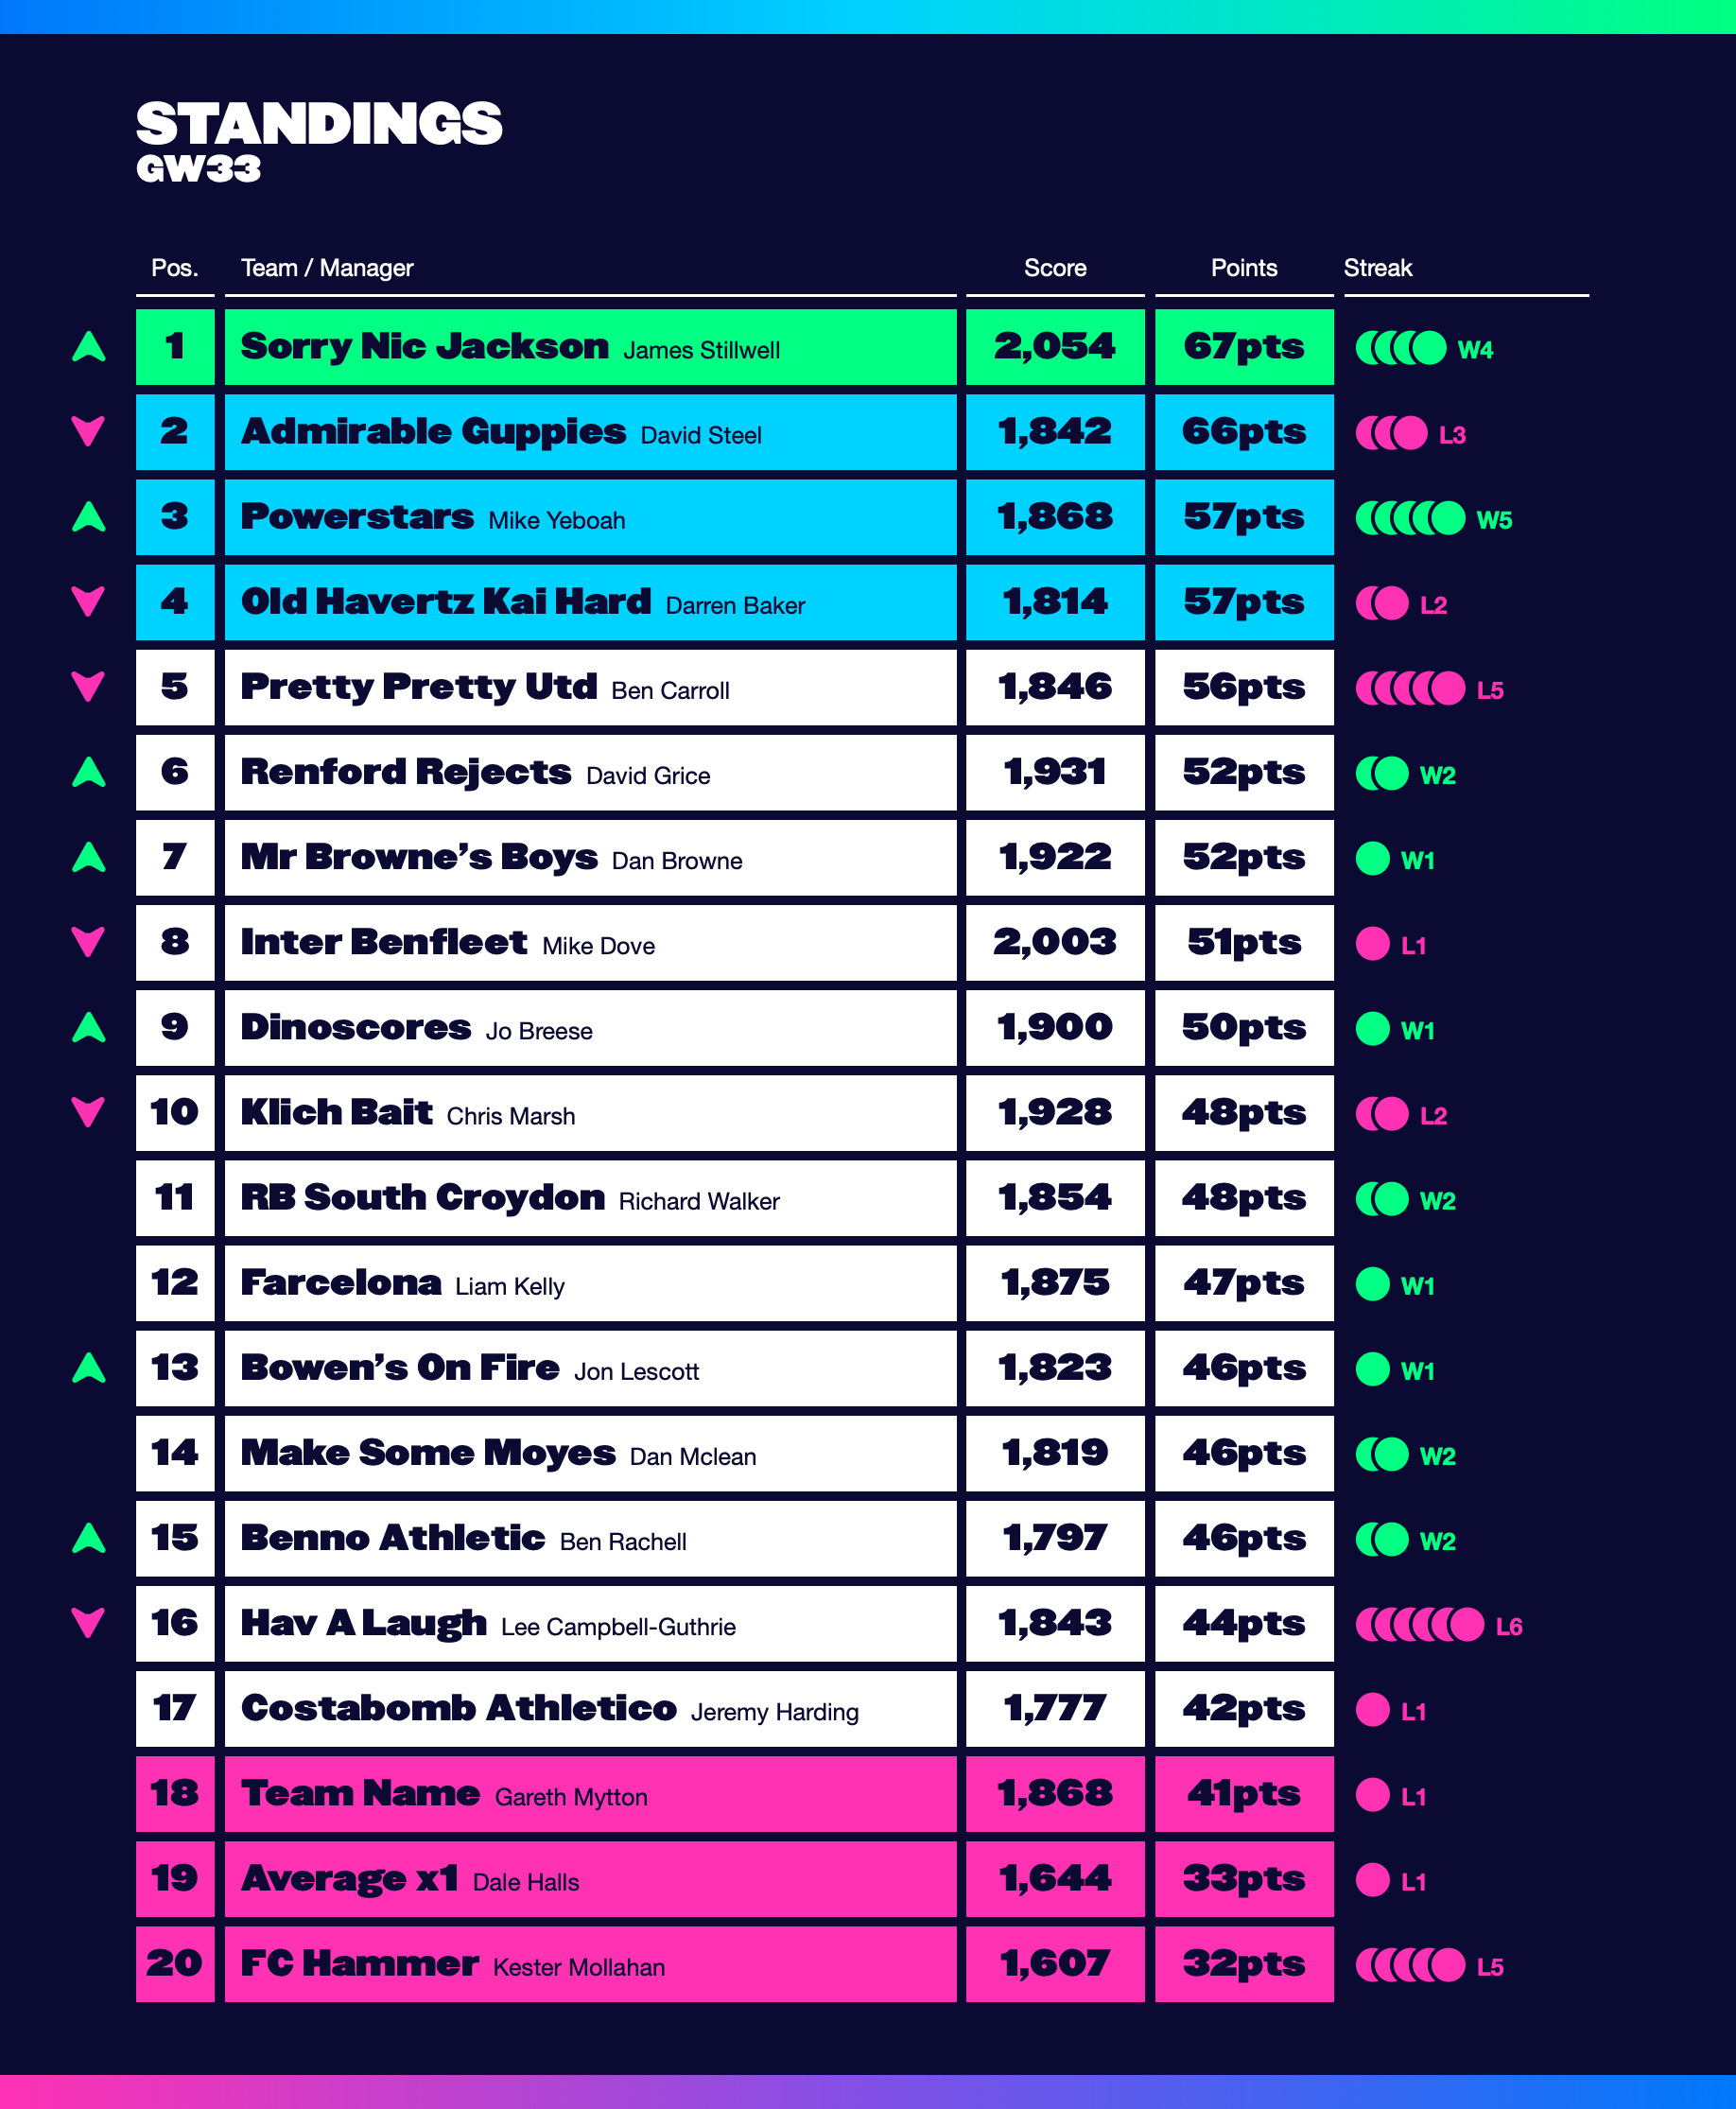 STANDINGS
GW33
Pos. Team / Manager Score Points Streak
1 Sorry Nic Jackson James Stillwell 2,054 67pts W4
2 Admirable Guppies David Steel 1,842 66pts L3
3 Powerstars Mike Yeboah 1,868 57pts W5
4 Old Havertz Kai Hard Darren Baker 1,814 57pts L2
5 Pretty Pretty Utd Ben Carroll 1,846 56pts L5
6 Renford Rejects David Grice 1,931 52pts W2
7 Mr Browne’s Boys Dan Browne 1,922 52pts W1
8 Inter Benfleet Mike Dove 2,003 51pts L1
9 Dinoscores Jo Breese 1,900 50pts W1
10 Klich Bait Chris Marsh 1,928 48pts L2
11 RB South Croydon Richard Walker 1,854 48pts W2
12 Farcelona Liam Kelly 1,875 47pts W1
13 Bowen’s On Fire Jon Lescott 1,823 46pts W1
14 Make Some Moyes Dan Mclean 1,819 46pts W2
15 Benno Athletic Ben Rachell 1,797 46pts W2
16 Hav A Laugh Lee Campbell-Guthrie 1,843 44pts L6
17 Costabomb Athletico Jeremy Harding 1,777 42pts L1
18 Team Name Gareth Mytton 1,868 41pts L1
19 Average x1 Dale Halls 1,644 33pts L1
20 FC Hammer Kester Mollahan 1,607 32pts L5